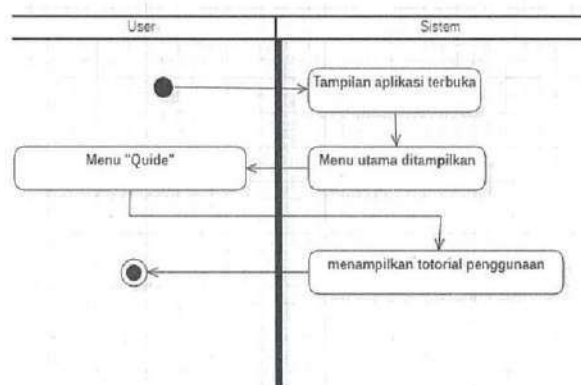 User
Sistem
Tampilan aplikasi terbuka
Menu utama ditampilkan
Menu "Quide"
menampilkan totorial penggunaan